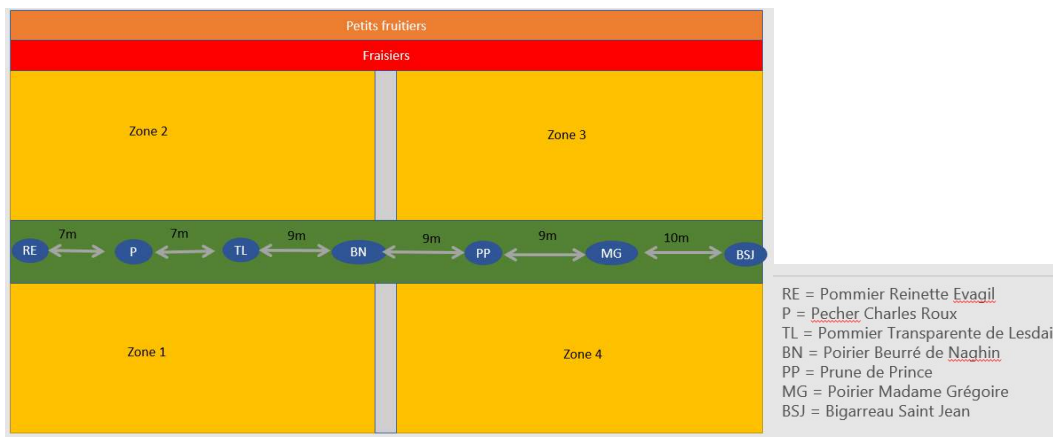 Petits fruitiers
Fraisiers
Zone 2
Zone 3
7m 7m 9m 9m 9m 10m
RE P TL BN PP MG BSJ
Zone 1
Zone 4
RE = Pommier Reinette Evagil
P = Pecher Charles Roux
TL = Pommier Transparente de Lesdai
BN = Poirier Beurré de Naghin
PP = Prune de Prince
MG = Poirier Madame Grégoire
BSJ = Bigarreau Saint Jean